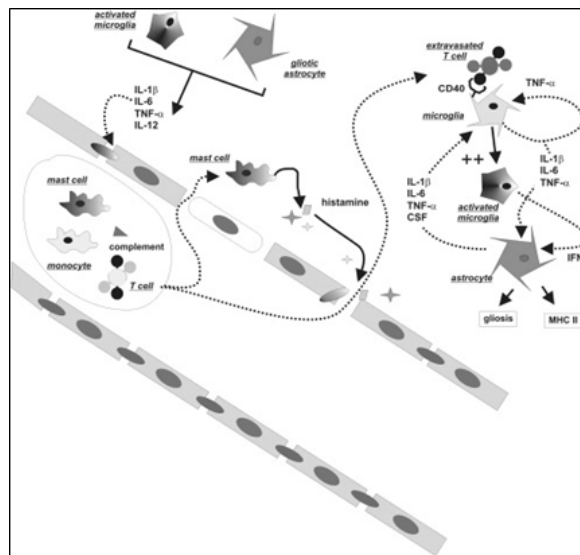 activated
microglia
gliotic
astrocyte
IL-1β
IL-6
TNF-α
IL-12
mast cell
monocyte
complement
T cell
mast cell
histamine
extravasated
T cell
CD40
TNF-α
microglia
++
IL-1β
IL-6
TNF-α
IL-1β
IL-6
TNF-α
CSF
activated
microglia
IFN
astrocyte
gliosis
MHC II